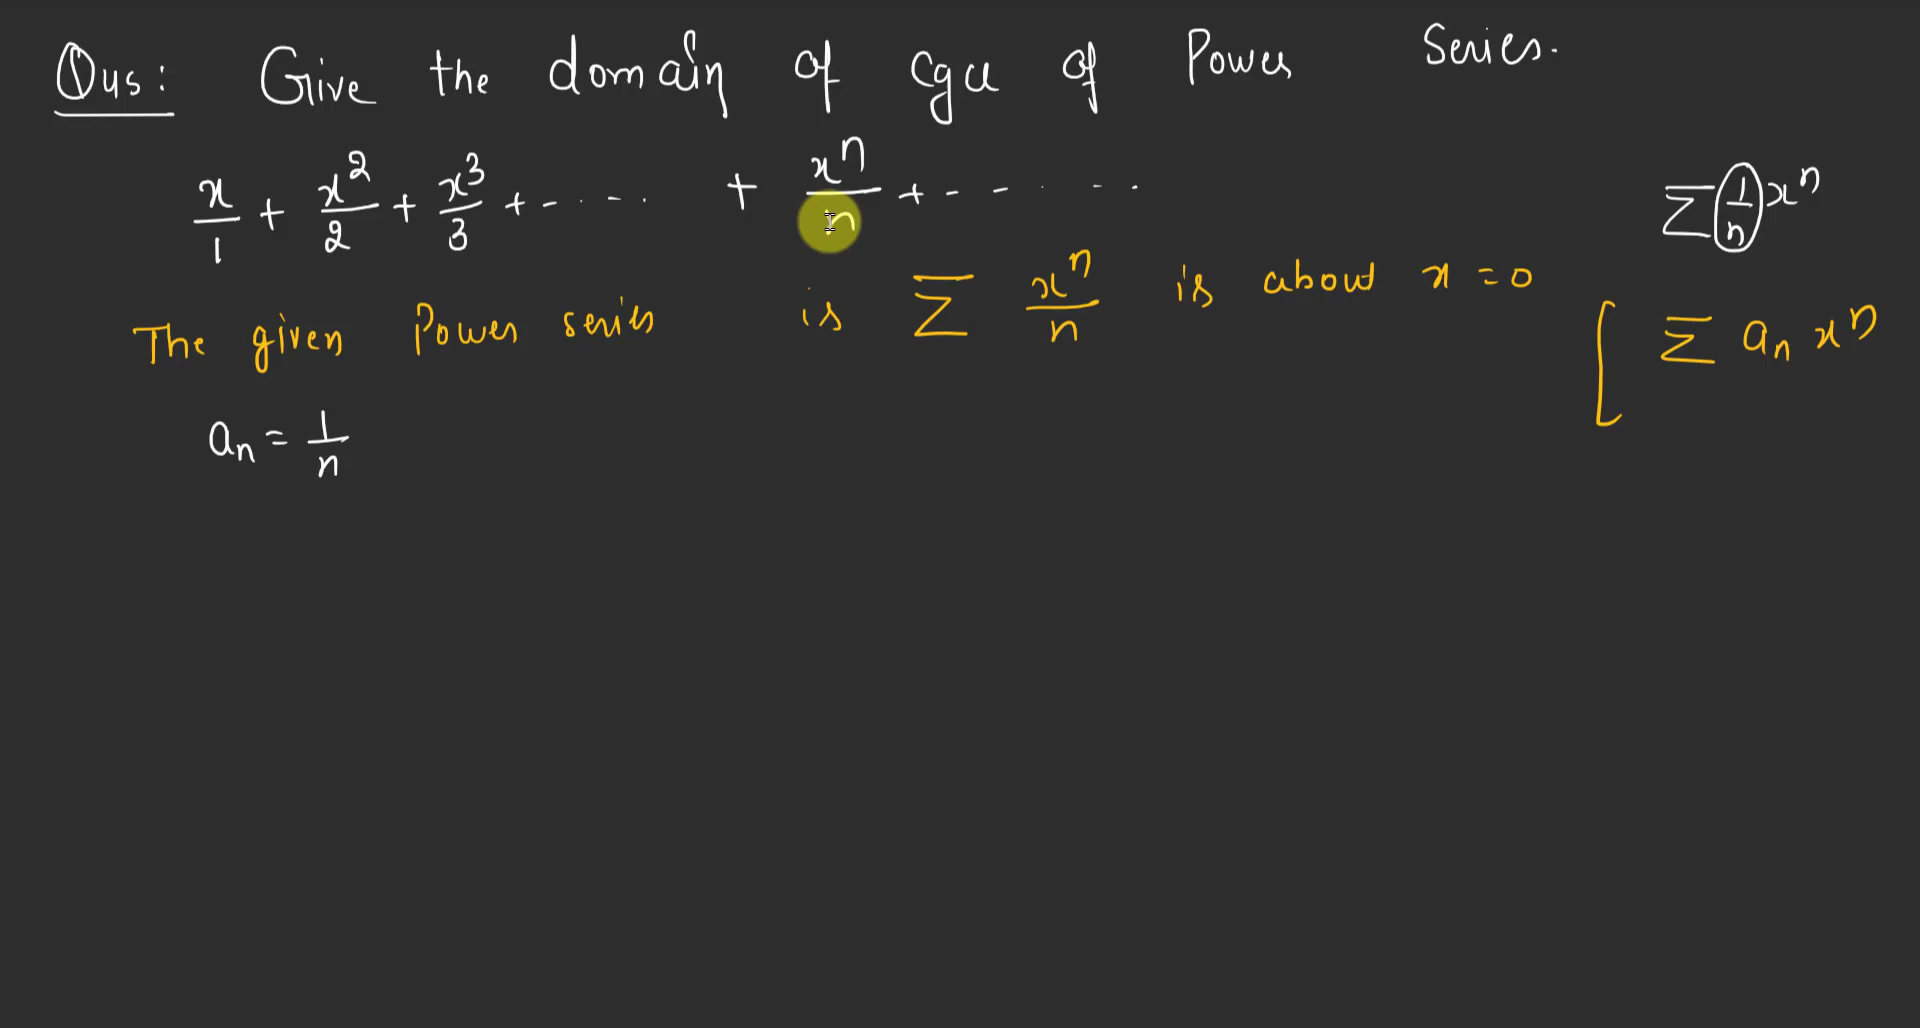 Qus: Give the domain of cgce of Power Series.
x/1 + x^2/2 + x^3/3 + - . . - . . + x^n/n + - - . - .
∑ (1/n) x^n
The given Power series is ∑ x^n/n is about x = 0
[ ∑ a_n x^n
a_n = 1/n